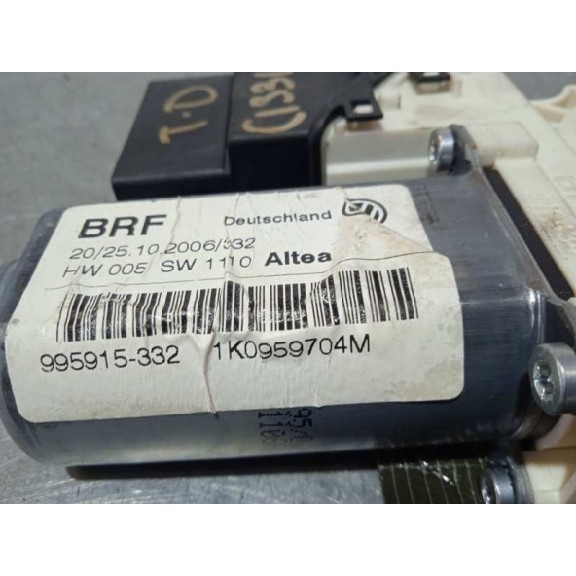 T.D
BRF Deutschland
20/25.10.2006/332
HW 005 SW 1110 Altea
995915-332 1K0959704M